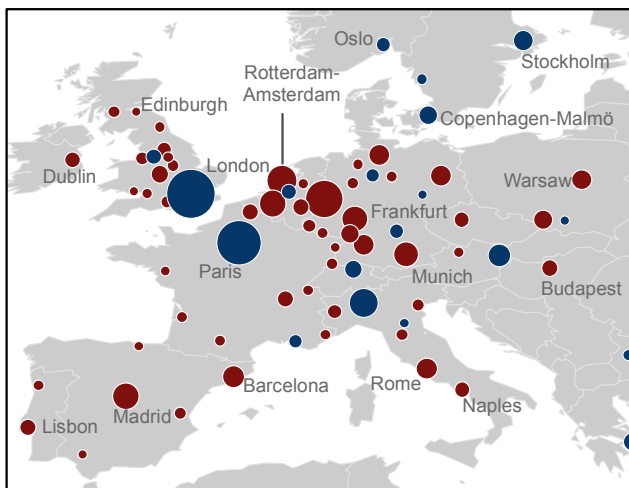 Oslo
Stockholm
Rotterdam-
Amsterdam
Edinburgh
Copenhagen-Malmö
London
Dublin
Warsaw
Frankfurt
Paris
Munich
Budapest
Barcelona
Rome
Madrid
Naples
Lisbon